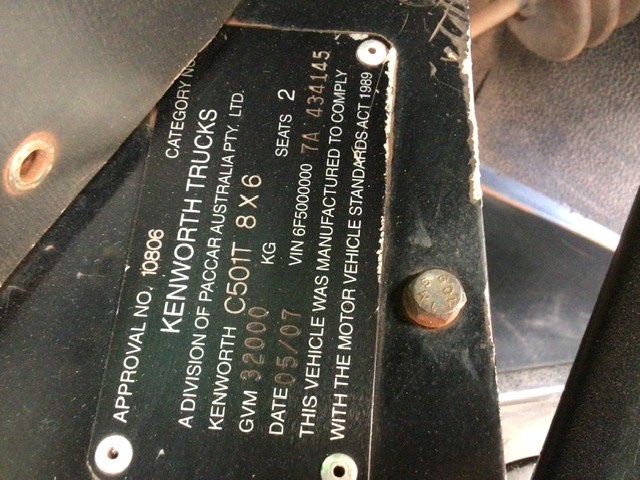 APPROVAL NO. 10806 CATEGORY NO
KENWORTH TRUCKS
A DIVISION OF PACCAR AUSTRALIA PTY. LTD.
KENWORTH C501T 8X6
GVM 32000 KG SEATS 2
DATE 05/07 VIN 6F5000000 7A 434145
THIS VEHICLE WAS MANUFACTURED TO COMPLY
WITH THE MOTOR VEHICLE STANDARDS ACT 1989